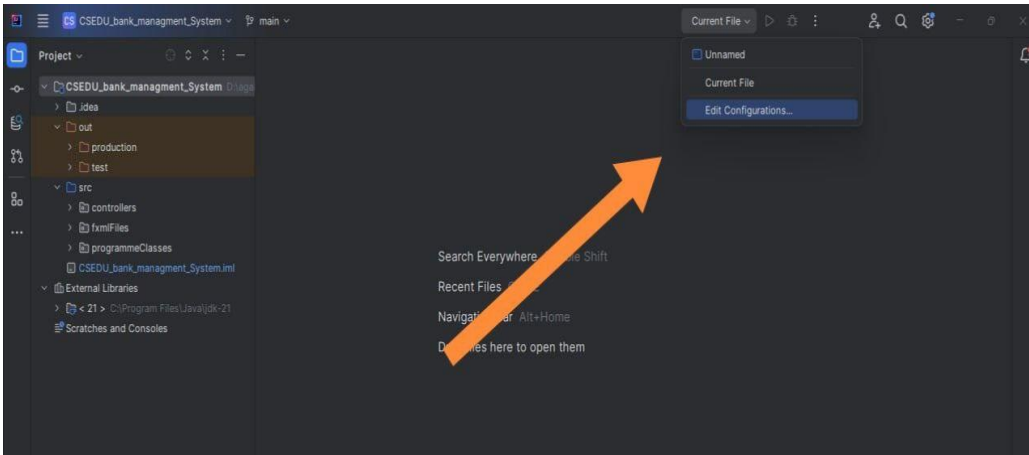 CS CSEDU_bank_managment_System main Current File
Project
Unnamed
Current File
Edit Configurations...
CSEDU_bank_managment_System
.idea
out
production
test
src
controllers
fxmlFiles
programmeClasses
CSEDU_bank_managment_System.iml
External Libraries
< 21 > C:\Program Files\Java\jdk-21
Scratches and Consoles
Search Everywhere Shift
Recent Files
Alt+Home
here to open them